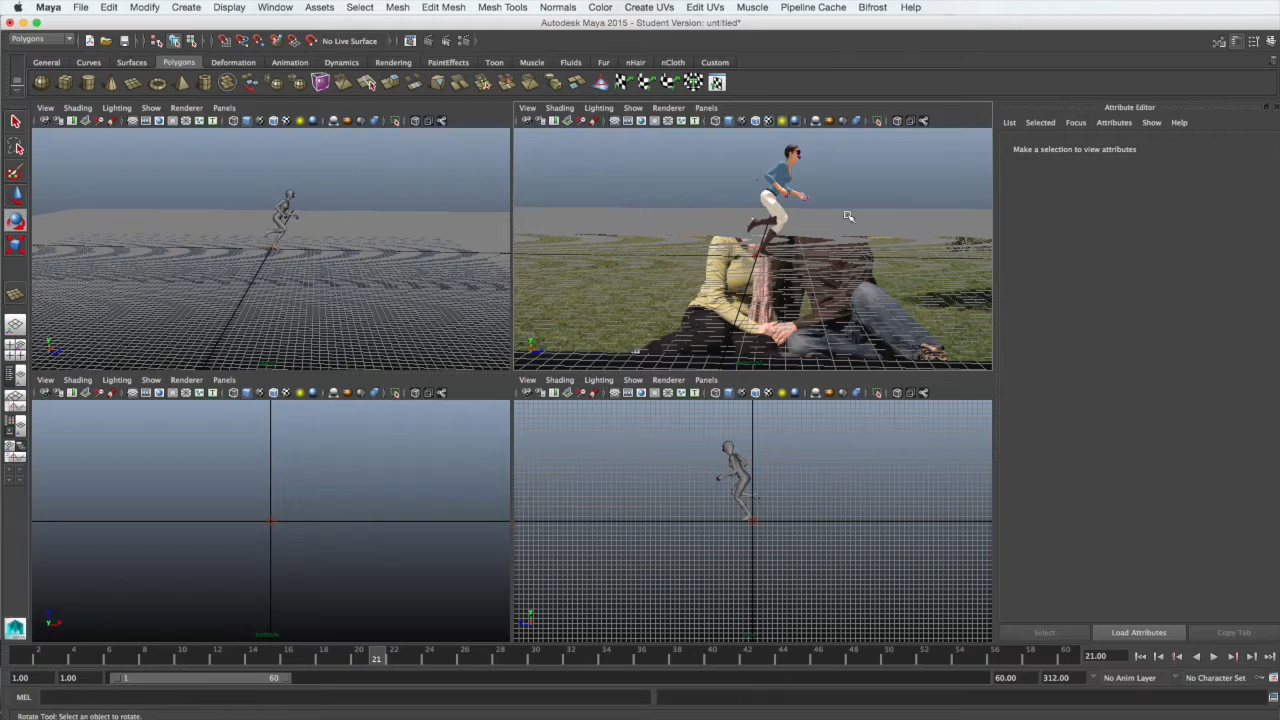 Maya File Edit Modify Create Display Window Assets Select Mesh Edit Mesh Mesh Tools Normals Color Create UVs Edit UVs Muscle Pipeline Cache Bifrost Help
Autodesk Maya 2015 - Student Version: untitled*
Polygons No Live Surface
General Curves Surfaces Polygons Deformation Animation Dynamics Rendering PaintEffects Toon Muscle Fluids Fur nHair nCloth Custom
View Shading Lighting Show Renderer Panels
View Shading Lighting Show Renderer Panels
Attribute Editor
List Selected Focus Attributes Show Help
Make a selection to view attributes
View Shading Lighting Show Renderer Panels
View Shading Lighting Show Renderer Panels
Select Load Attributes Copy Tab
2 4 6 8 10 12 14 16 18 20 22 24 26 28 30 32 34 36 38 40 42 44 46 48 50 52 54 56 58 60
21
21.00
1.00 1.00 1 60 60.00 312.00 No Anim Layer No Character Set
MEL
Rotate Tool: Select an object to rotate.